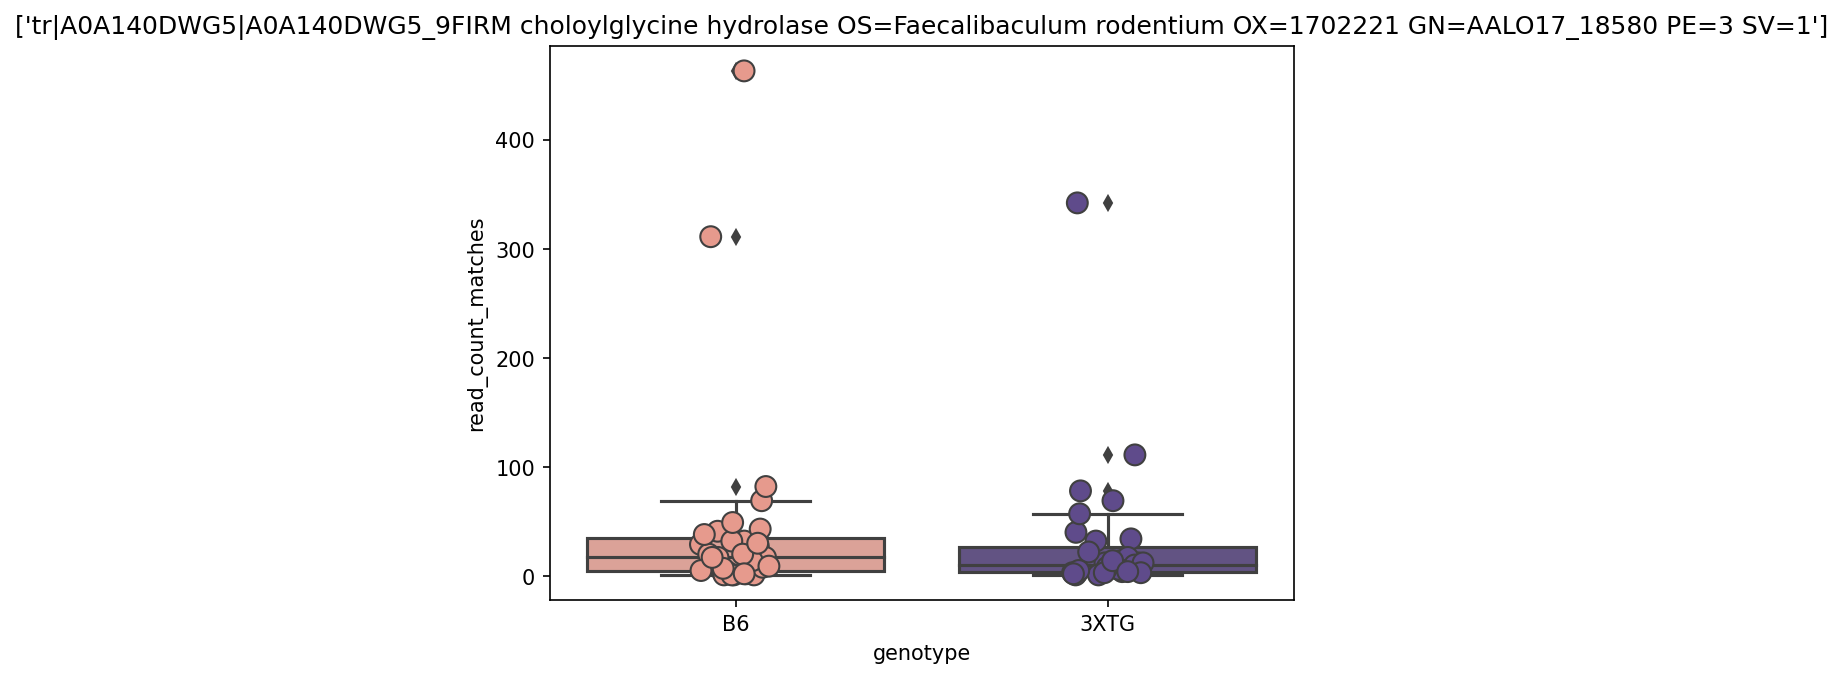 ['tr|A0A140DWG5|A0A140DWG5_9FIRM choloylglycine hydrolase OS=Faecalibaculum rodentium OX=1702221 GN=AALO17_18580 PE=3 SV=1']
400
300
200
100
0
read_count_matches
B6
3XTG
genotype